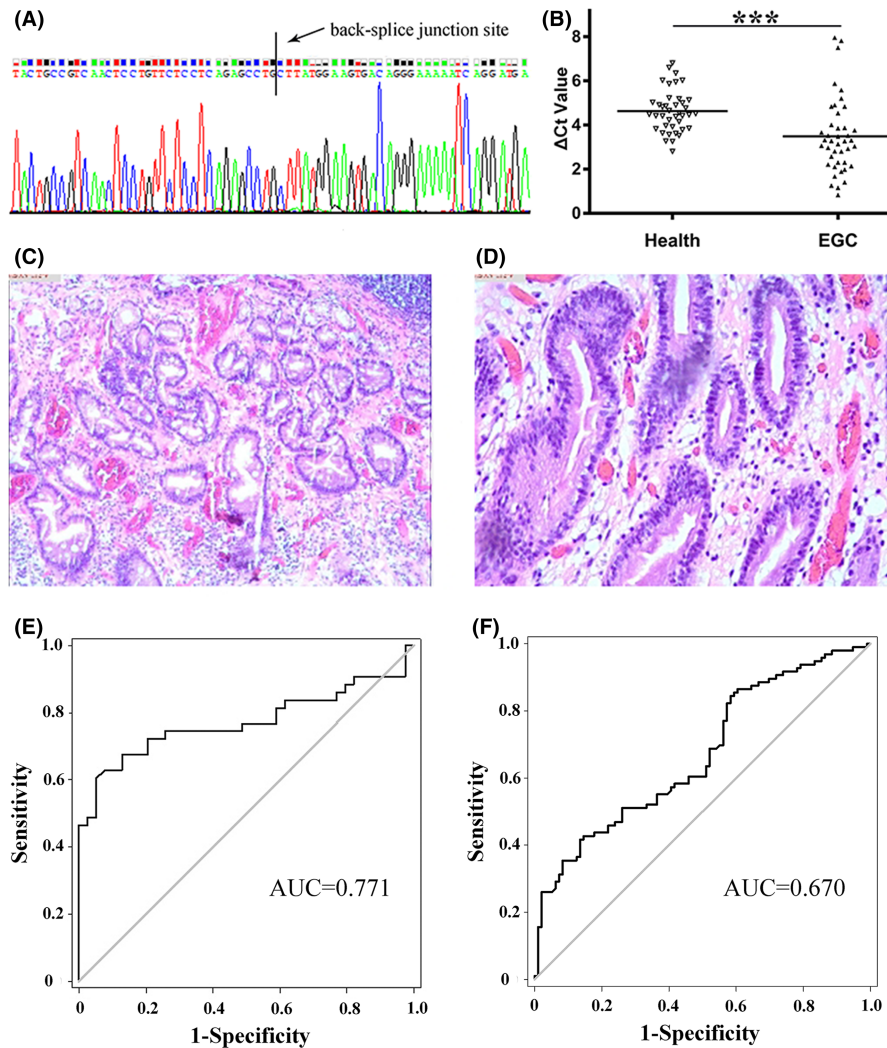 (A)
back-splice junction site
TACTGCCGTCAACTCCTGTTCTCCTCAGAGCCTGCTTATGGAAGTGACAGGGAAAAATCAGGATGA
(B)
***
ΔCt Value
8
6
4
2
0
Health
EGC
(C)
(D)
(E)
Sensitivity
1.0
0.8
0.6
0.4
0.2
0
AUC=0.771
0
0.2
0.4
0.6
0.8
1.0
1-Specificity
(F)
Sensitivity
1.0
0.8
0.6
0.4
0.2
0
AUC=0.670
0
0.2
0.4
0.6
0.8
1.0
1-Specificity